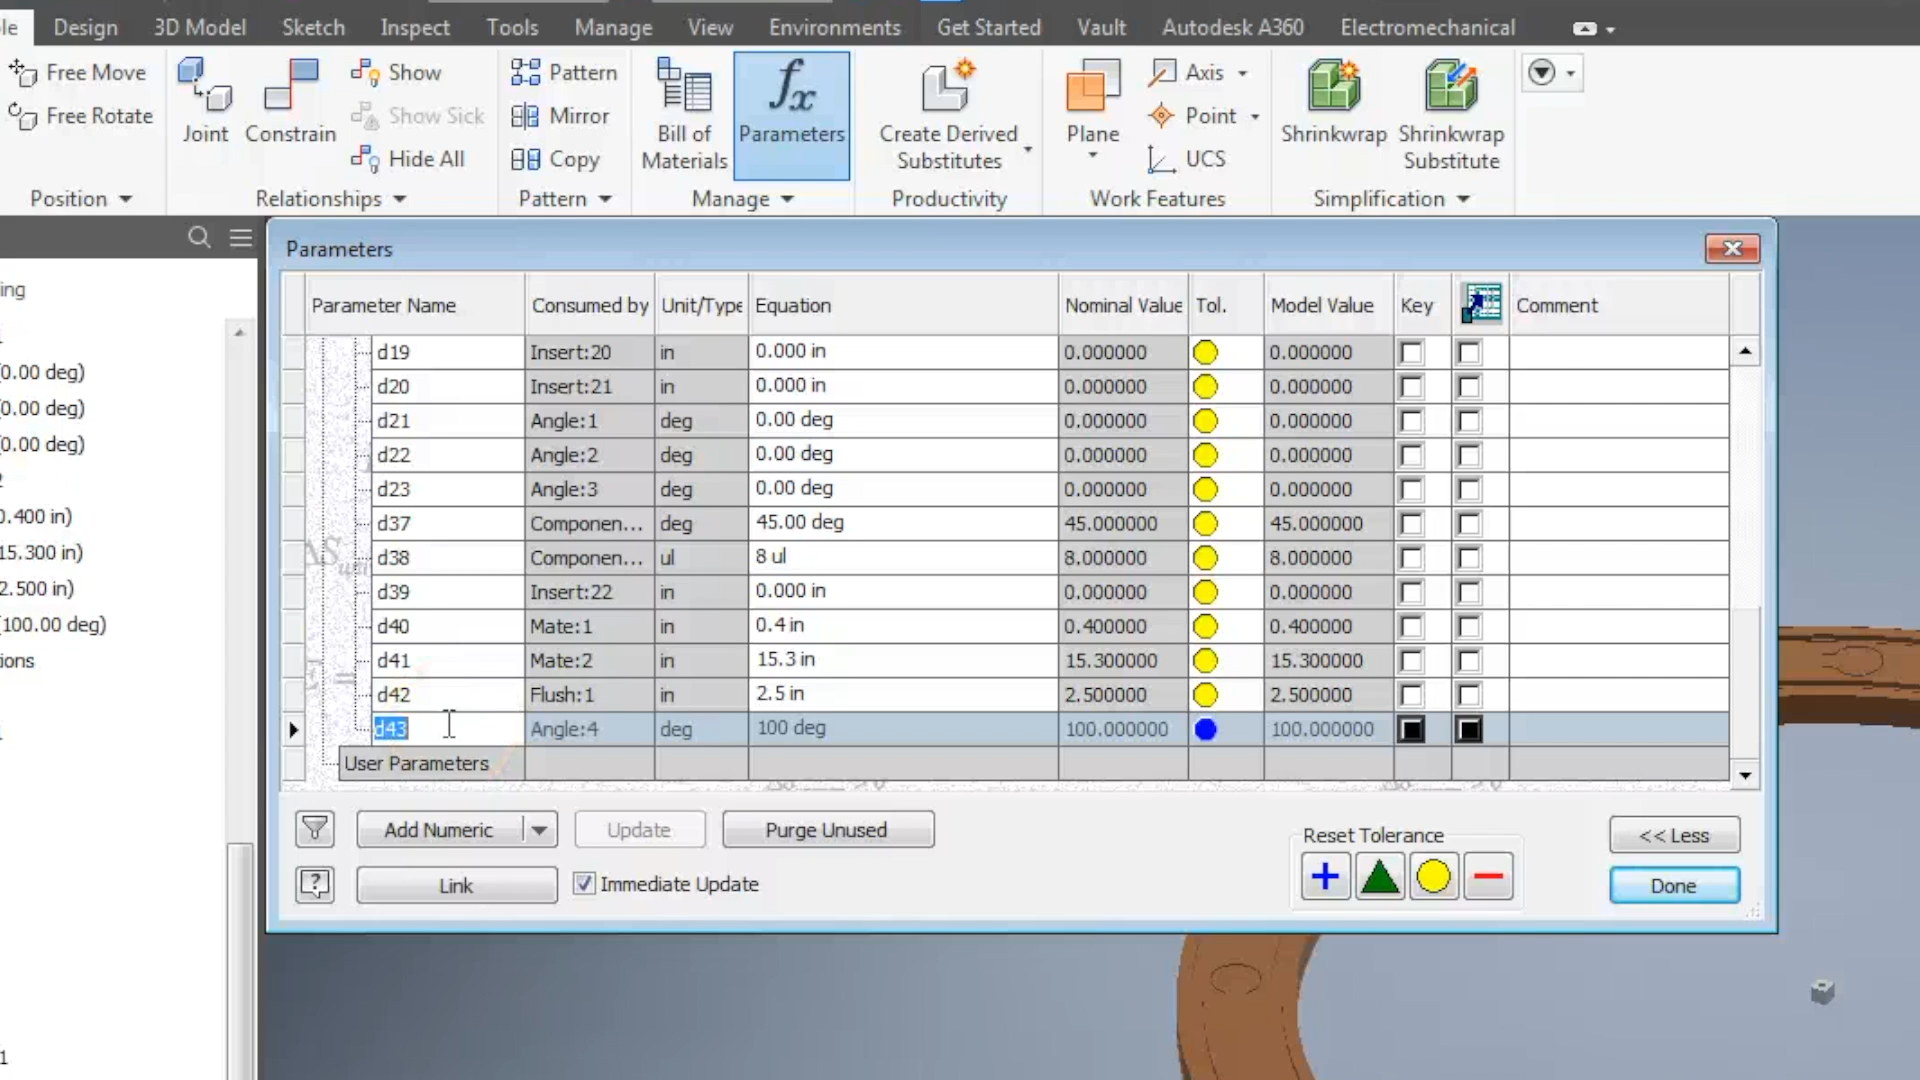 le Design 3D Model Sketch Inspect Tools Manage View Environments Get Started Vault Autodesk A360 Electromechanical
Free Move
Free Rotate
Joint
Constrain
Show
Show Sick
Hide All
Pattern
Mirror
Copy
Bill of
Materials
fx
Parameters
Create Derived
Substitutes
Plane
Axis
Point
UCS
Shrinkwrap
Shrinkwrap
Substitute
Position Relationships Pattern Manage Productivity Work Features Simplification
ing
(0.00 deg)
(0.00 deg)
(0.00 deg)
0.400 in)
15.300 in)
2.500 in)
(100.00 deg)
ions
1
Parameters
Parameter Name Consumed by Unit/Type Equation Nominal Value Tol. Model Value Key Comment
d19 Insert:20 in 0.000 in 0.000000 0.000000
d20 Insert:21 in 0.000 in 0.000000 0.000000
d21 Angle:1 deg 0.00 deg 0.000000 0.000000
d22 Angle:2 deg 0.00 deg 0.000000 0.000000
d23 Angle:3 deg 0.00 deg 0.000000 0.000000
d37 Componen... deg 45.00 deg 45.000000 45.000000
d38 Componen... ul 8 ul 8.000000 8.000000
d39 Insert:22 in 0.000 in 0.000000 0.000000
d40 Mate:1 in 0.4 in 0.400000 0.400000
d41 Mate:2 in 15.3 in 15.300000 15.300000
d42 Flush:1 in 2.5 in 2.500000 2.500000
d43 Angle:4 deg 100 deg 100.000000 100.000000
User Parameters
Add Numeric Update Purge Unused
Link Immediate Update
Reset Tolerance
<< Less
Done